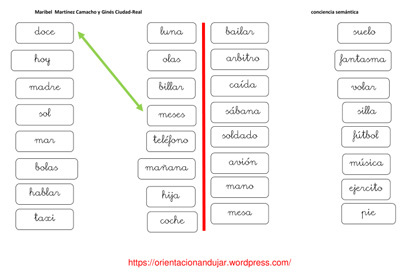 Maribel Martínez Camacho y Ginés Ciudad-Real
conciencia semántica
doce
luna
bailar
suelo
hoy
olas
arbitro
fantasma
madre
billar
caída
volar
sol
meses
sábana
silla
mar
teléfono
soldado
fútbol
bolas
mañana
avión
música
hablar
hija
mano
ejercito
taxi
coche
mesa
pie
https://orientacionandujar.wordpress.com/